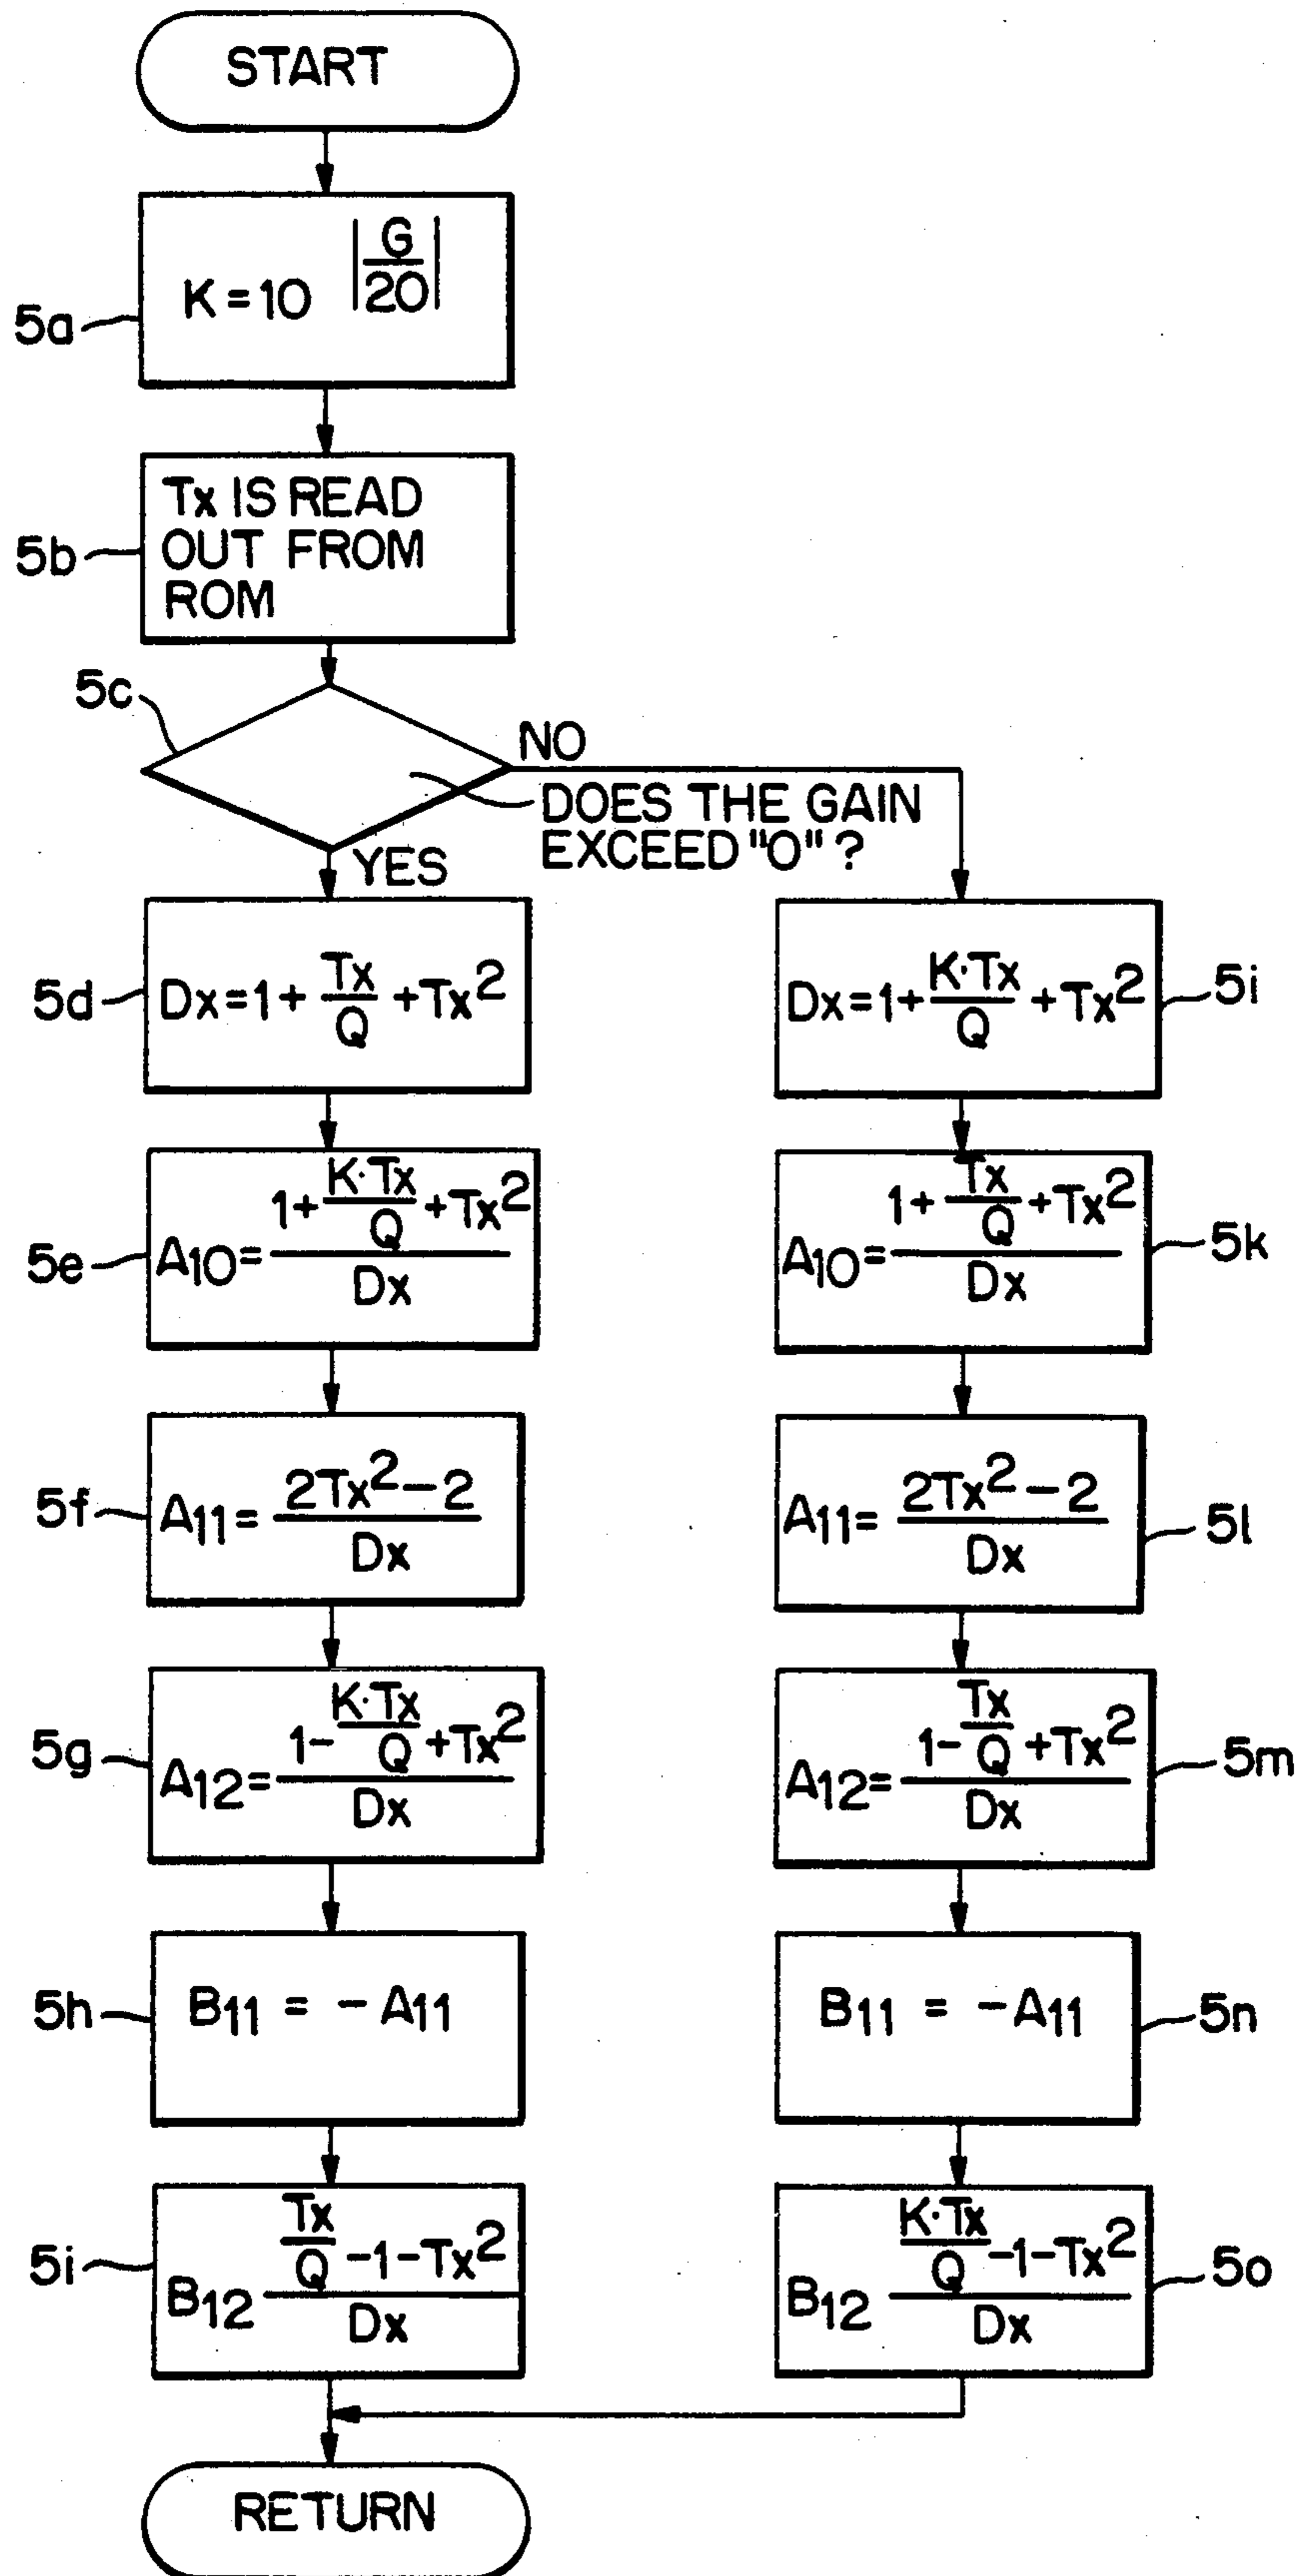 START
5a
K = 10 |G/20|
5b
Tx IS READ
OUT FROM
ROM
5c
NO
DOES THE GAIN
EXCEED "0" ?
YES
5d
Dx=1+ Tx/Q +Tx²
5e
A10= (1+ K·Tx/Q +Tx²)/Dx
5f
A11= (2Tx²-2)/Dx
5g
A12= (1- K·Tx/Q +Tx²)/Dx
5h
B11 = -A11
5i
B12 (Tx/Q -1-Tx²)/Dx
Dx=1+ K·Tx/Q +Tx²
5i
A10= (1+ Tx/Q +Tx²)/Dx
5k
A11= (2Tx²-2)/Dx
5l
A12= (1- Tx/Q +Tx²)/Dx
5m
B11 = -A11
5n
B12 (K·Tx/Q -1-Tx²)/Dx
5o
RETURN